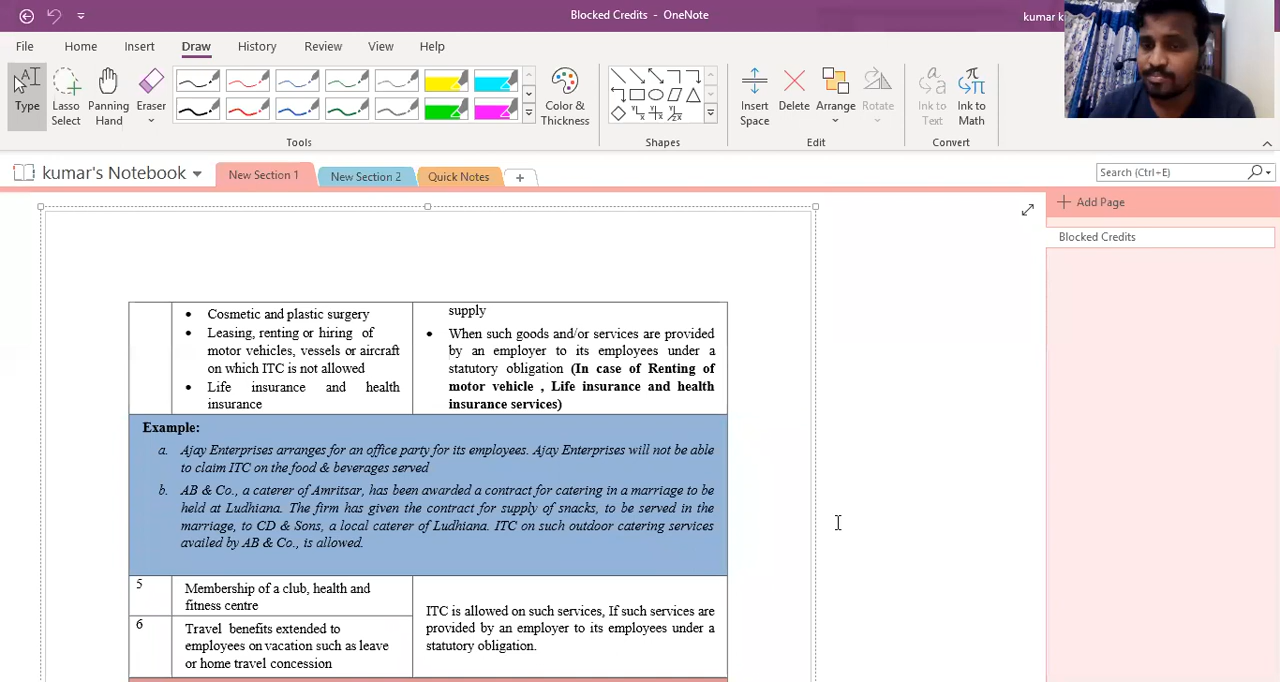 Blocked Credits - OneNote
kumar k
File Home Insert Draw History Review View Help
Type
Lasso Select
Panning Hand
Eraser
Color & Thickness
Insert Space
Delete
Arrange
Rotate
Ink to Text
Ink to Math
Tools
Shapes
Edit
Convert
kumar's Notebook
New Section 1
New Section 2
Quick Notes
Search (Ctrl+E)
Add Page
Blocked Credits
• Cosmetic and plastic surgery
• Leasing, renting or hiring of
motor vehicles, vessels or aircraft
on which ITC is not allowed
• Life insurance and health
insurance
supply
• When such goods and/or services are provided
by an employer to its employees under a
statutory obligation (In case of Renting of
motor vehicle , Life insurance and health
insurance services)
Example:
a. Ajay Enterprises arranges for an office party for its employees. Ajay Enterprises will not be able
to claim ITC on the food & beverages served
b. AB & Co., a caterer of Amritsar, has been awarded a contract for catering in a marriage to be
held at Ludhiana. The firm has given the contract for supply of snacks, to be served in the
marriage, to CD & Sons, a local caterer of Ludhiana. ITC on such outdoor catering services
availed by AB & Co., is allowed.
5
Membership of a club, health and
fitness centre
6
Travel benefits extended to
employees on vacation such as leave
or home travel concession
ITC is allowed on such services, If such services are
provided by an employer to its employees under a
statutory obligation.